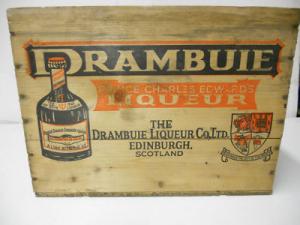 DRAMBUIE
PRINCE CHARLES EDWARD'S
LIQUEUR
THE
DRAMBUIE LIQUEUR CO. LTD.
EDINBURGH.
SCOTLAND